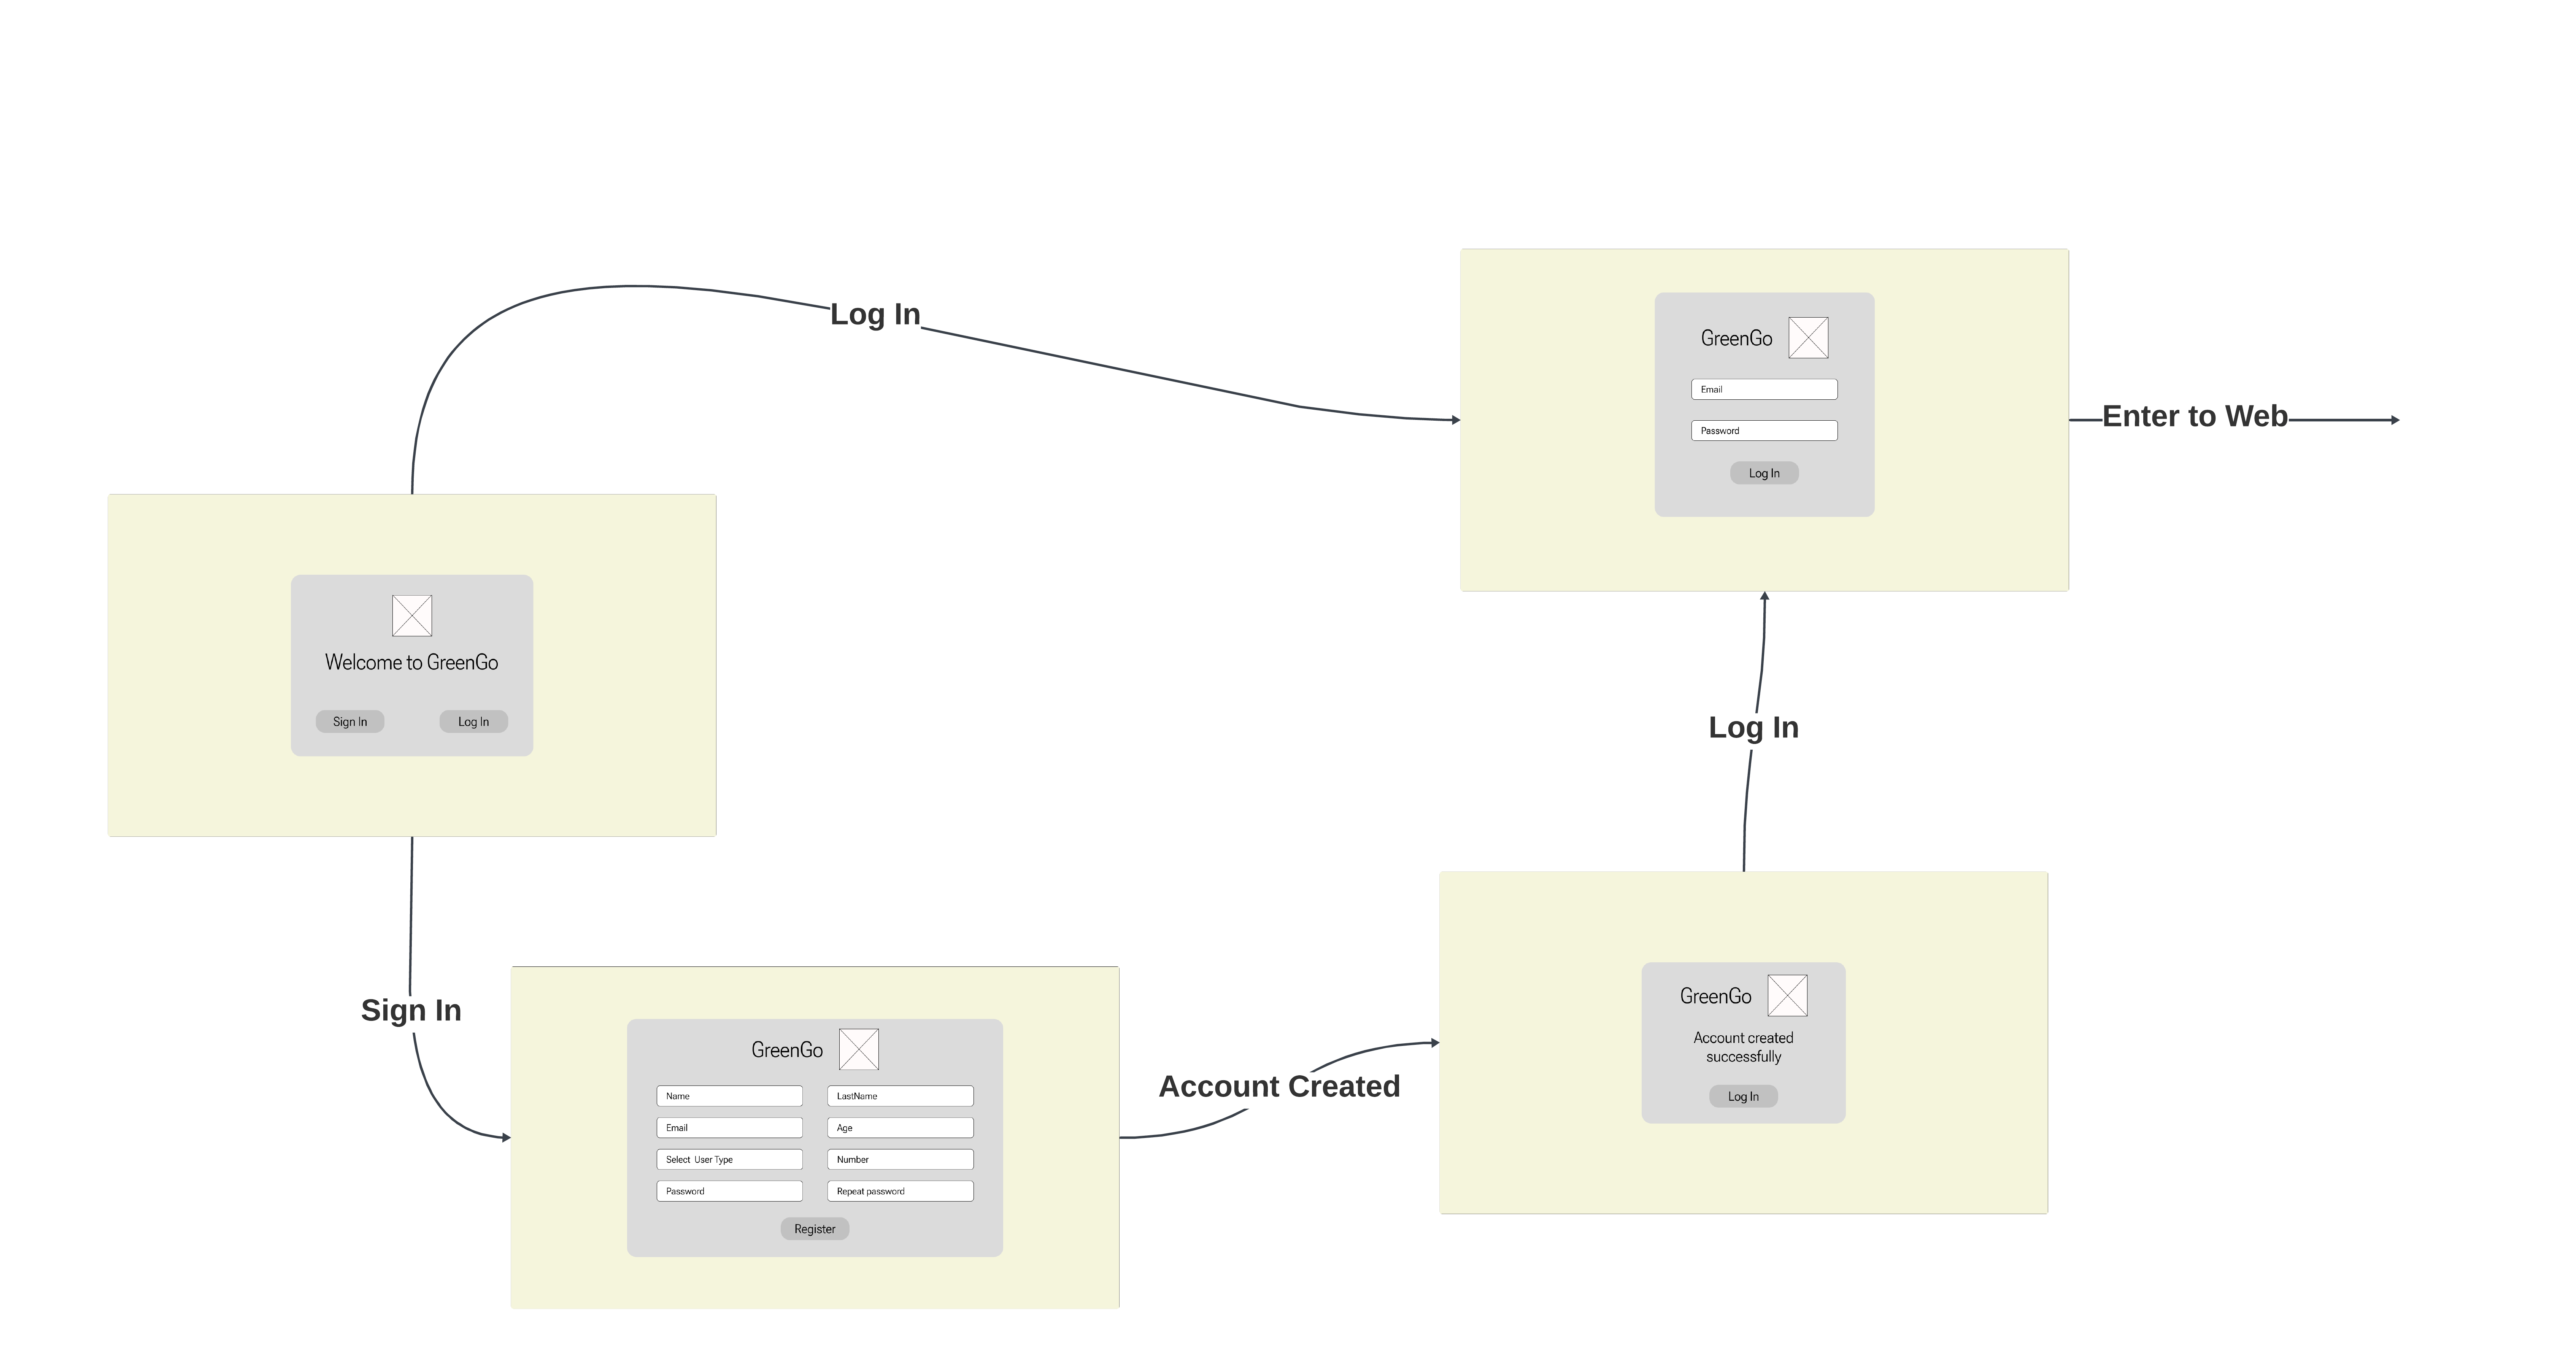 Log In
GreenGo
Email
Password
Log In
Enter to Web
Welcome to GreenGo
Sign In
Log In
Log In
Sign In
GreenGo
Name
LastName
Email
Age
Select User Type
Number
Password
Repeat password
Register
Account Created
GreenGo
Account created
successfully
Log In